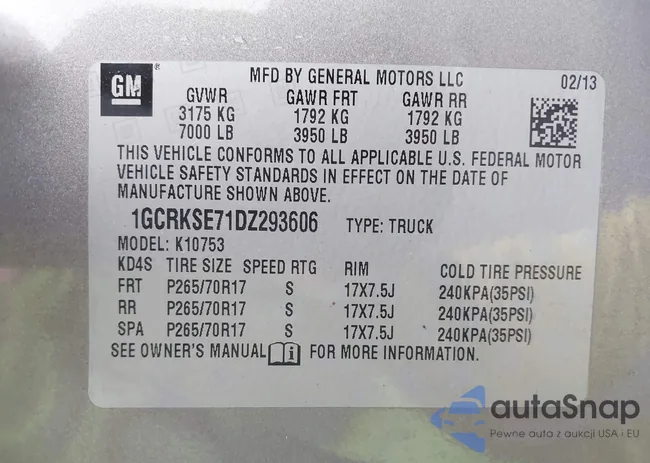 GM
MFD BY GENERAL MOTORS LLC 02/13
GVWR GAWR FRT GAWR RR
3175 KG 1792 KG 1792 KG
7000 LB 3950 LB 3950 LB
THIS VEHICLE CONFORMS TO ALL APPLICABLE U.S. FEDERAL MOTOR
VEHICLE SAFETY STANDARDS IN EFFECT ON THE DATE OF
MANUFACTURE SHOWN ABOVE.
1GCRKSE71DZ293606 TYPE: TRUCK
MODEL: K10753
KD4S TIRE SIZE SPEED RTG RIM COLD TIRE PRESSURE
FRT P265/70R17 S 17X7.5J 240KPA(35PSI)
RR P265/70R17 S 17X7.5J 240KPA(35PSI)
SPA P265/70R17 S 17X7.5J 240KPA(35PSI)
SEE OWNER'S MANUAL FOR MORE INFORMATION.
autaSnap
Pewne auta z aukcji USA i EU